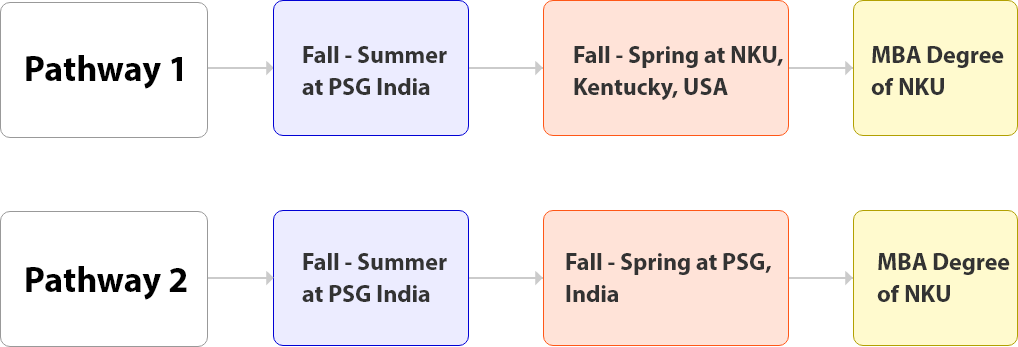 Pathway 1
Fall - Summer
at PSG India
Fall - Spring at NKU,
Kentucky, USA
MBA Degree
of NKU
Pathway 2
Fall - Summer
at PSG India
Fall - Spring at PSG,
India
MBA Degree
of NKU